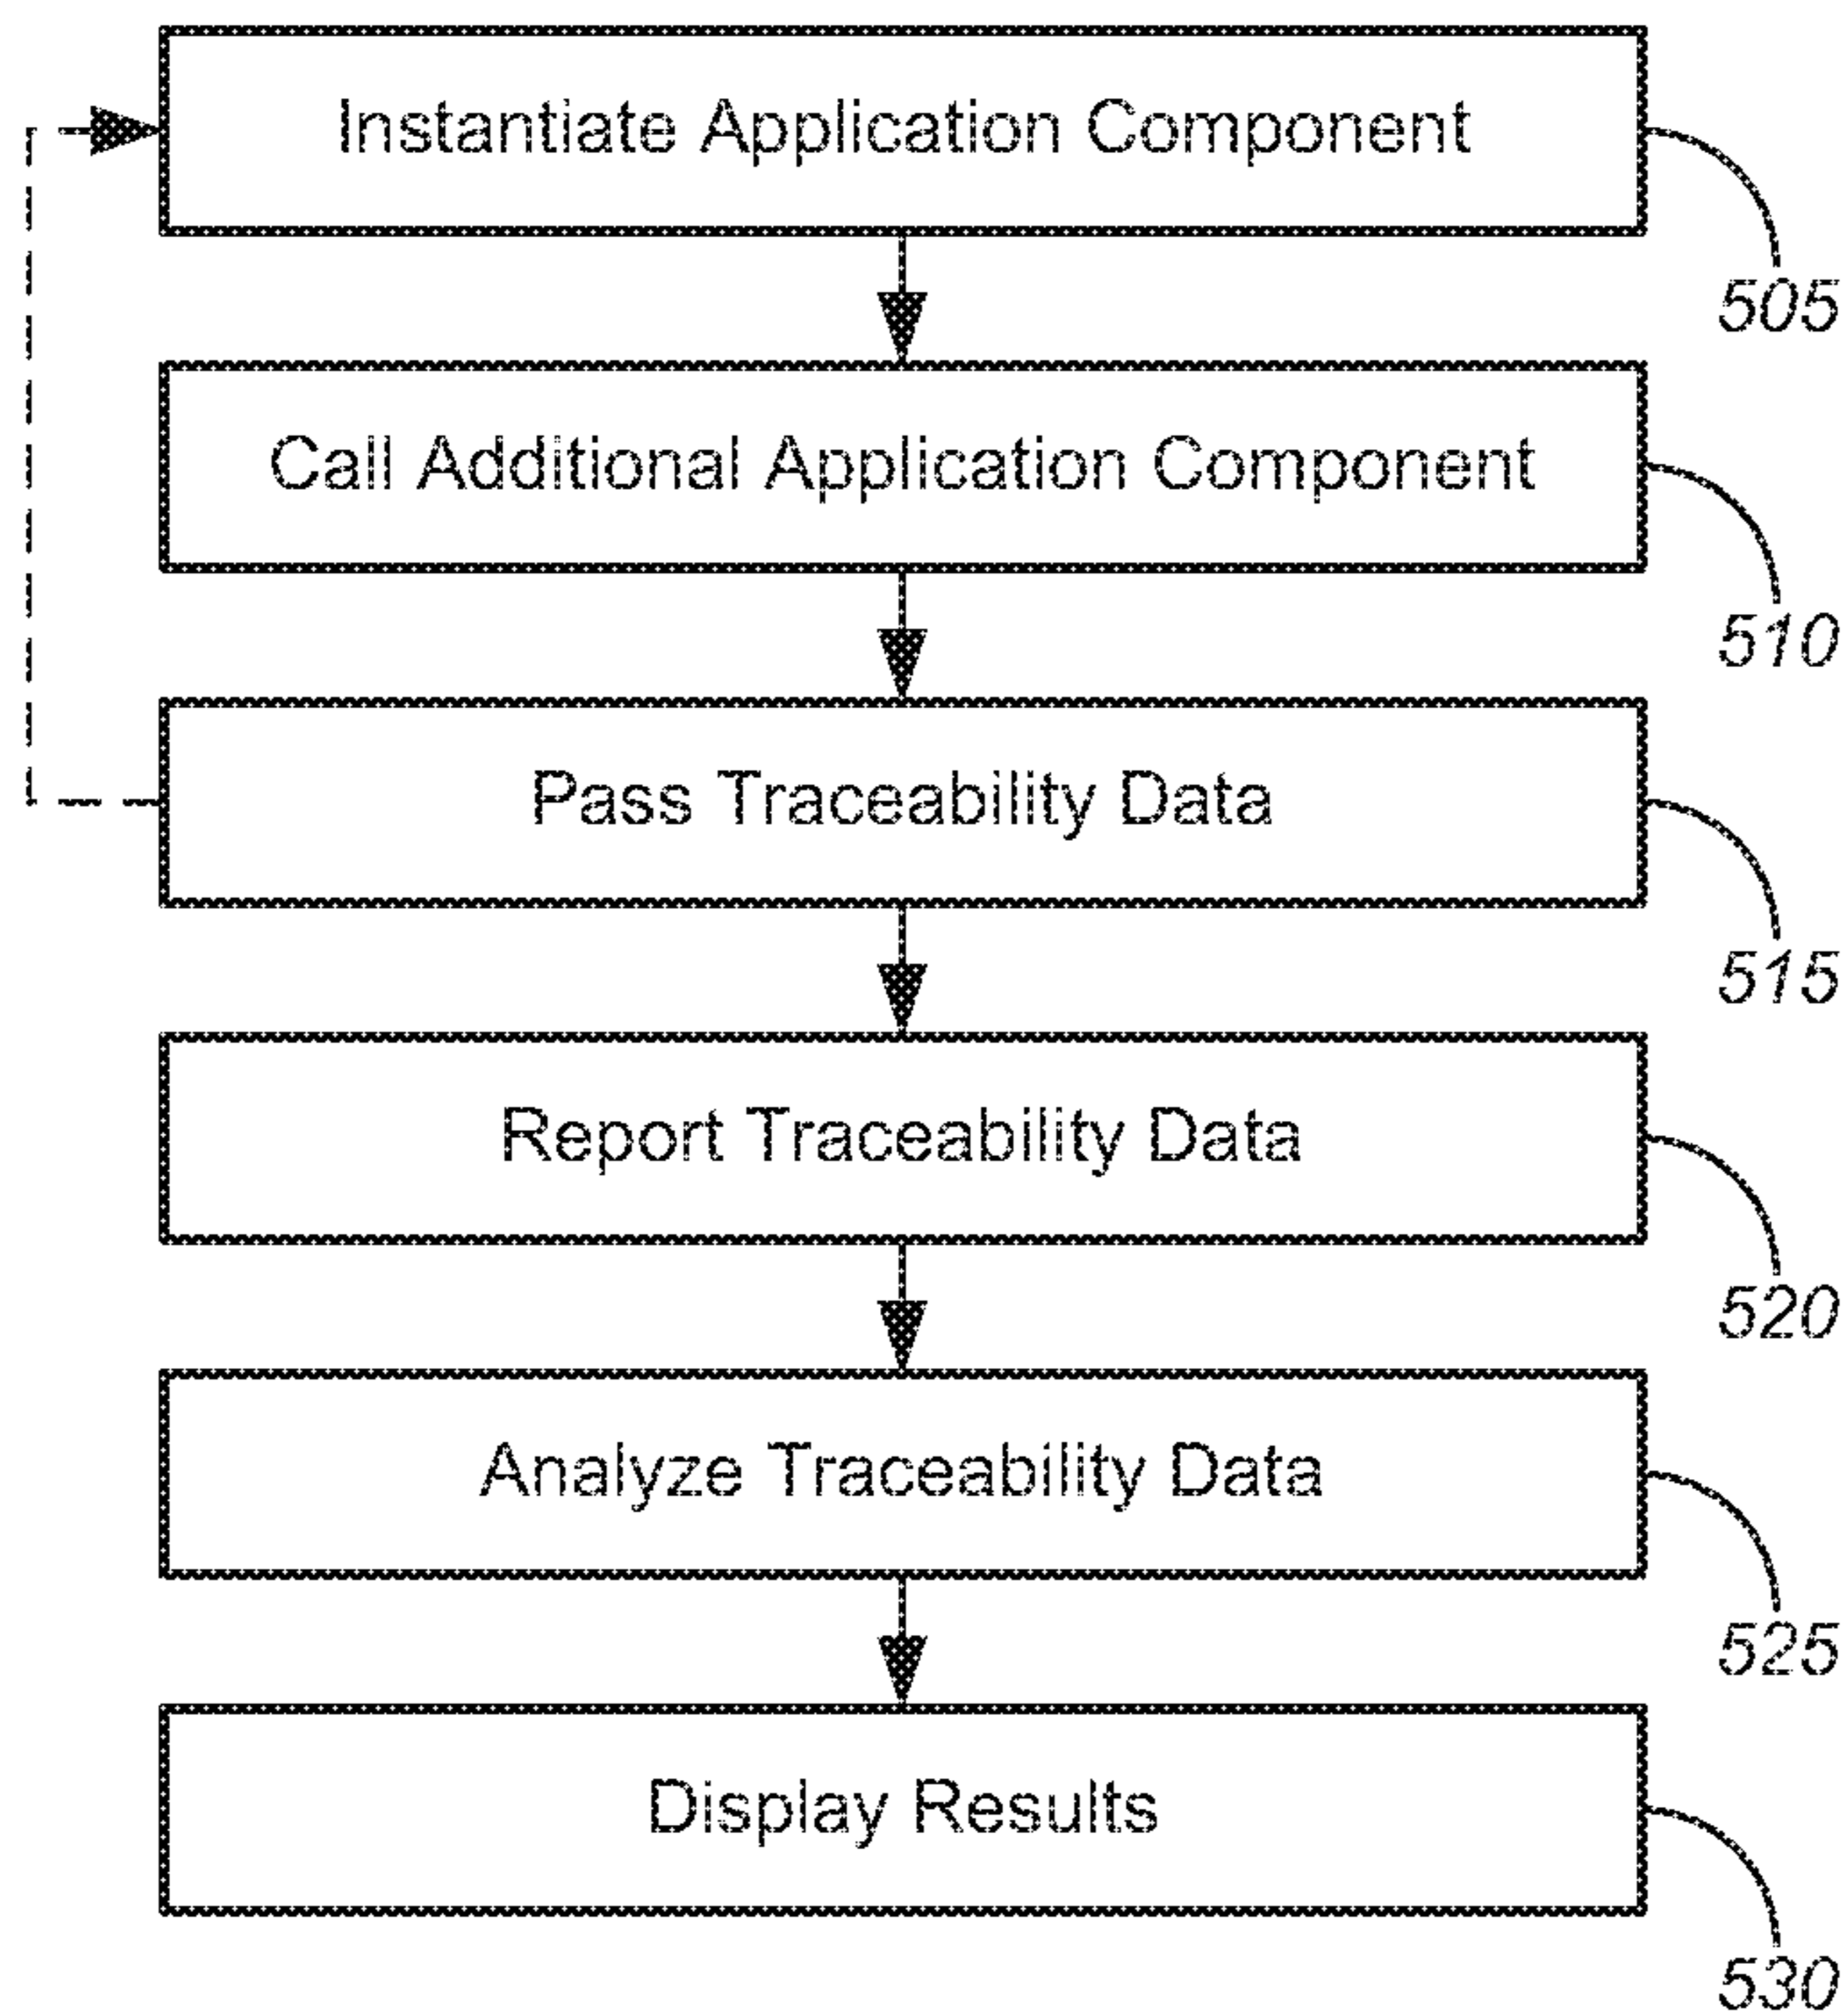 Instantiate Application Component
505
Call Additional Application Component
510
Pass Traceability Data
515
Report Traceability Data
520
Analyze Traceability Data
525
Display Results
530